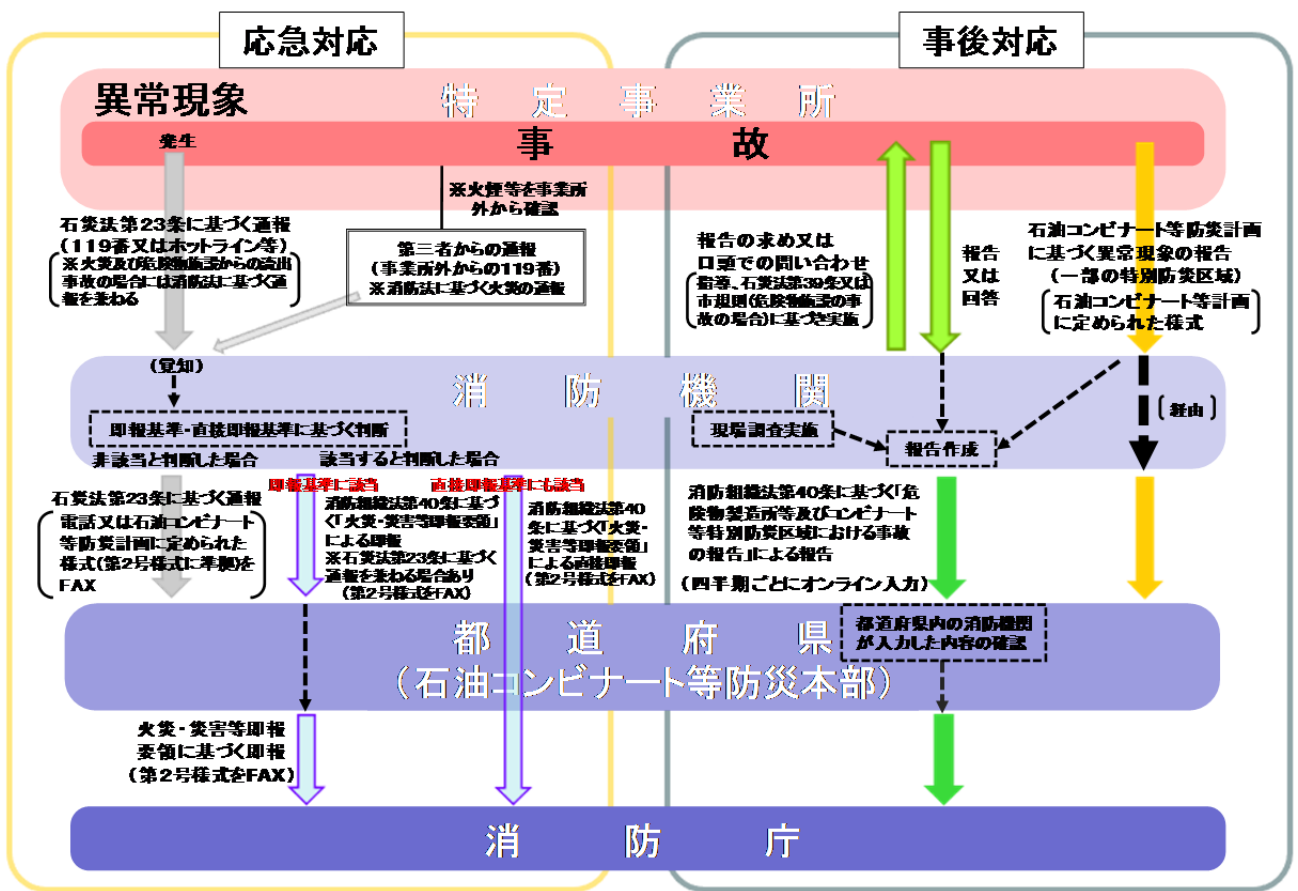 応急対応
事後対応
異常現象
特定事業所
発生
事故
※火煙等を事業所
外から確認
石災法第23条に基づく通報
(119番又はホットライン等)
※火災及び危険物施設からの流出
事故の場合には消防法に基づく通
報を兼ねる
第三者からの通報
(事業所外からの119番)
※消防法に基づく火災の通報
報告の求め又は
口頭での問い合わせ
指導、石災法第39条又は
市規則(危険物施設の事
故の場合)に基づき実施
報告
又は
回答
石油コンビナート等防災計画
に基づく異常現象の報告
(一部の特別防災区域)
石油コンビナート等計画
に定められた様式
(覚知)
消防機関
即報基準・直接即報基準に基づく判断
非該当と判断した場合
該当すると判断した場合
現場調査実施
報告作成
経由
即報基準に該当
直接即報基準にも該当
石災法第23条に基づく通報
電話又は石油コンビナート
等防災計画に定められた
様式(第2号様式に準拠)を
FAX
消防組織法第40条に基づ
く「火災・災害等即報要領」
による即報
※石災法第23条に基づく
通報を兼ねる場合あり
(第2号様式をFAX)
消防組織法第40
条に基づく「火災・
災害等即報要領」
による直接即報
(第2号様式をFAX)
消防組織法第40条に基づく「危
険物製造所等及びコンビナート
等特別防災区域における事故
の報告」による報告
(四半期ごとにオンライン入力)
都道府県
(石油コンビナート等防災本部)
都道府県内の消防機関
が入力した内容の確認
火災・災害等即報
要領に基づく即報
(第2号様式をFAX)
消防庁